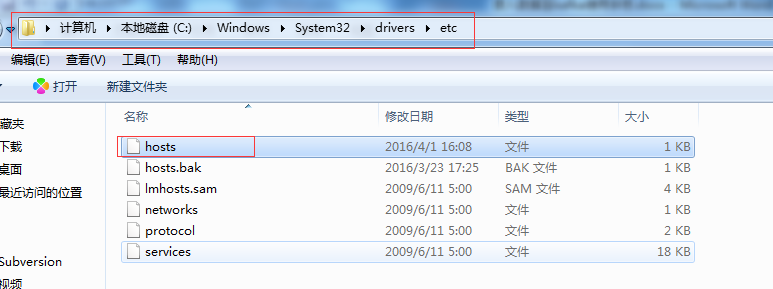 计算机 本地磁盘 (C:) Windows System32 drivers etc
编辑(E) 查看(V) 工具(T) 帮助(H)
打开 新建文件夹
名称 修改日期 类型 大小
藏夹
下载
桌面
最近访问的位置
Subversion
视频
hosts 2016/4/1 16:08 文件 1 KB
hosts.bak 2016/3/23 17:25 BAK 文件 1 KB
lmhosts.sam 2009/6/11 5:00 SAM 文件 4 KB
networks 2009/6/11 5:00 文件 1 KB
protocol 2009/6/11 5:00 文件 2 KB
services 2009/6/11 5:00 文件 18 KB